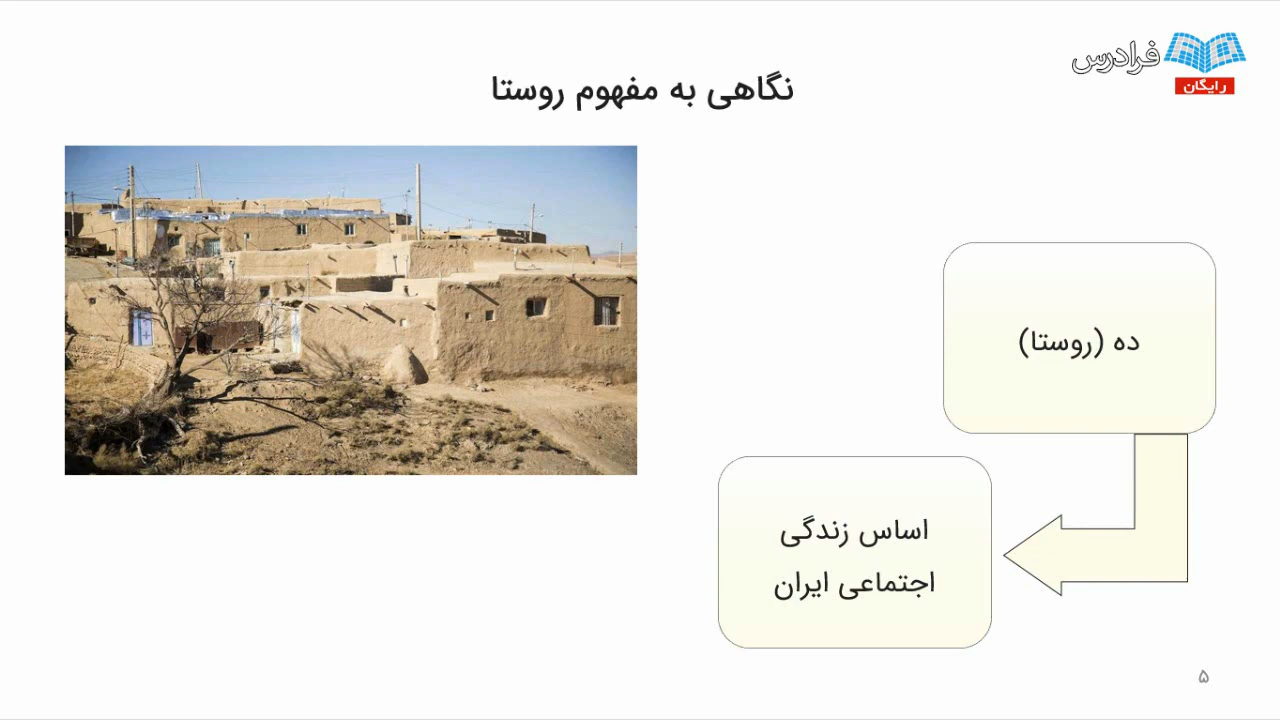 فرادرس
رایگان
نگاهی به مفهوم روستا
ده (روستا)
اساس زندگی
اجتماعی ایران
۵